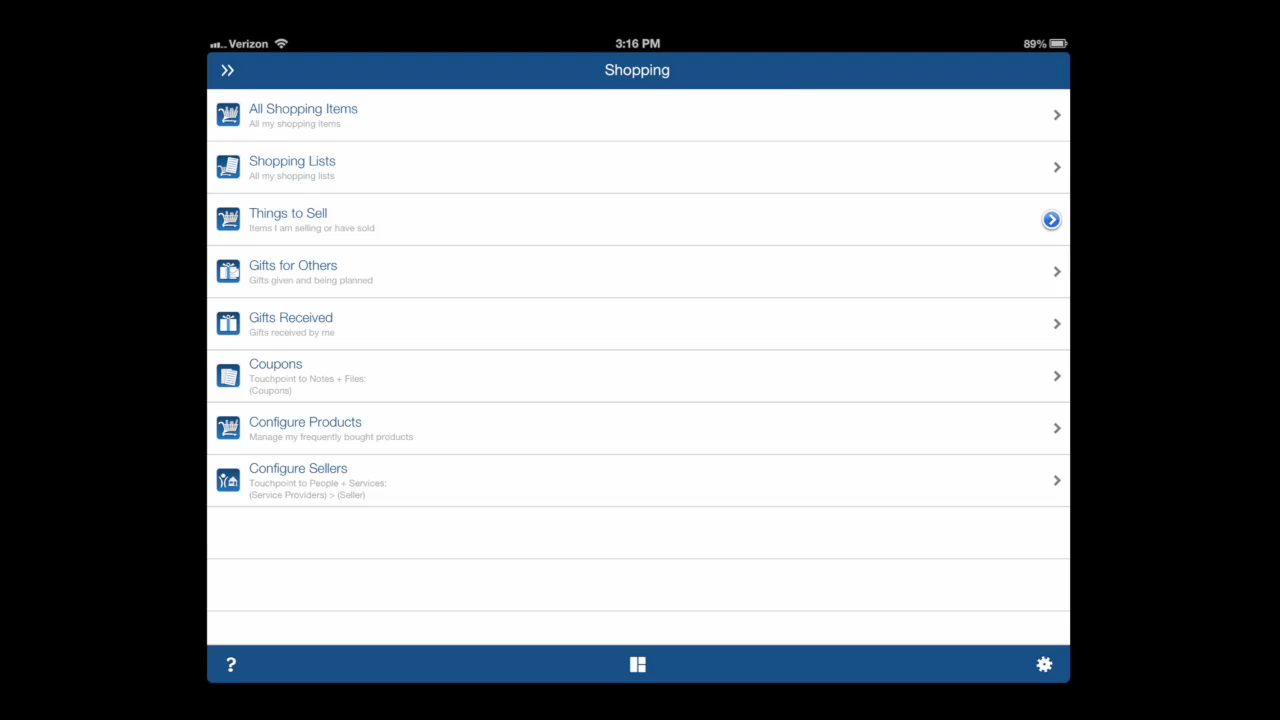 Verizon 3:16 PM 89%
Shopping
All Shopping Items
All my shopping items
Shopping Lists
All my shopping lists
Things to Sell
Items I am selling or have sold
Gifts for Others
Gifts given and being planned
Gifts Received
Gifts received by me
Coupons
Touchpoint to Notes + Files:
(Coupons)
Configure Products
Manage my frequently bought products
Configure Sellers
Touchpoint to People + Services:
(Service Providers) > (Seller)
?